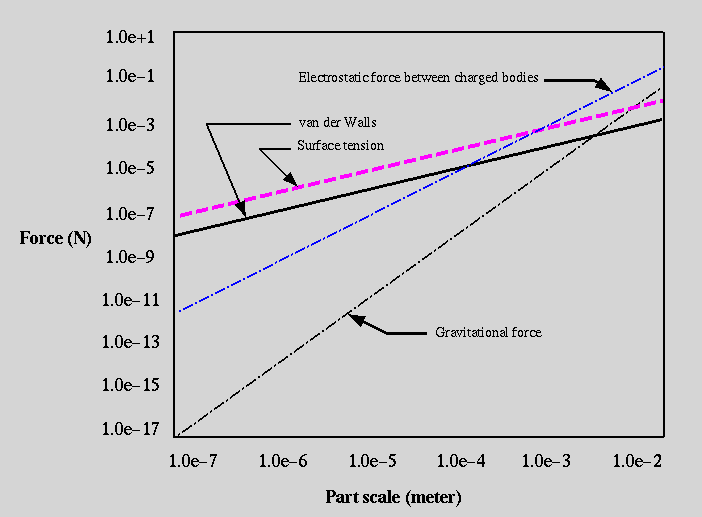 1.0e+1
1.0e−1
Electrostatic force between charged bodies
1.0e−3
van der Walls
Surface tension
1.0e−5
1.0e−7
Force (N)
1.0e−9
1.0e−11
Gravitational force
1.0e−13
1.0e−15
1.0e−17
1.0e−7 1.0e−6 1.0e−5 1.0e−4 1.0e−3 1.0e−2
Part scale (meter)